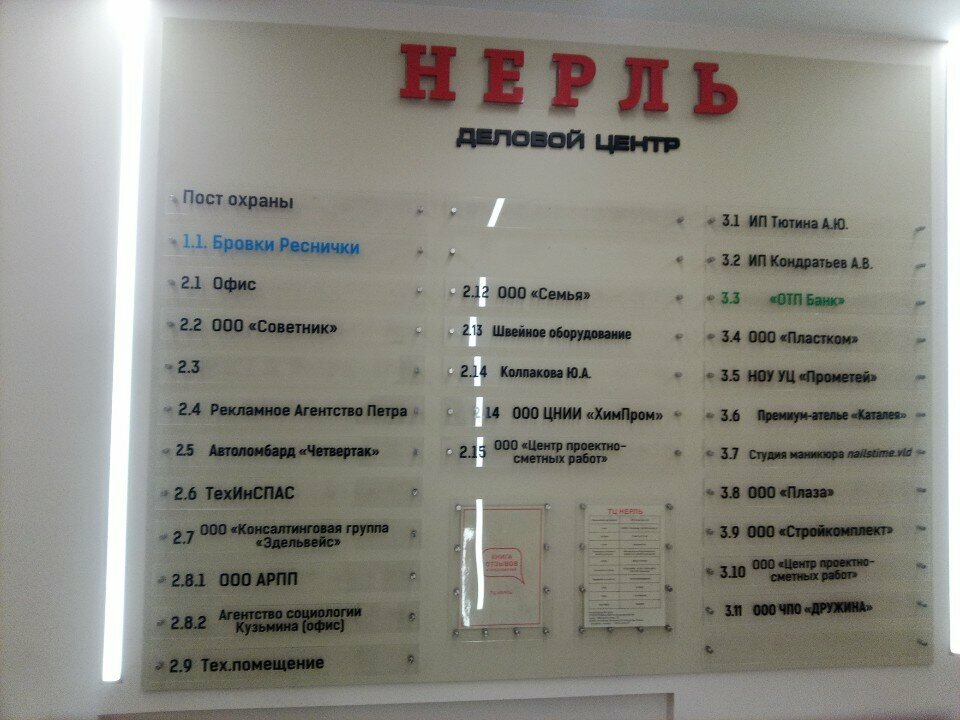 НЕРЛЬ
ДЕЛОВОЙ ЦЕНТР
Пост охраны
1.1. Бровки Реснички
2.1 Офис
2.2 ООО «Советник»
2.3
2.4 Рекламное Агентство Петра
2.5 Автоломбард «Четвертак»
2.6 ТехИнСПАС
2.7 ООО «Консалтинговая группа
«Эдельвейс»
2.8.1 ООО АРПП
2.8.2 Агентство социологии
Кузьмина (офис)
2.9 Тех.помещение
2.12 ООО «Семья»
2.13 Швейное оборудование
2.14 Колпакова Ю.А.
2.14 ООО ЦНИИ «ХимПром»
2.15 ООО «Центр проектно-
сметных работ»
КНИГА
ОТЗЫВОВ
ТЦ НЕРЛЬ
ТЦ НЕРЛЬ
3.1 ИП Тютина А.Ю.
3.2 ИП Кондратьев А.В.
3.3 «ОТП Банк»
3.4 ООО «Пластком»
3.5 НОУ УЦ «Прометей»
3.6 Премиум-ателье «Каталея»
3.7 Студия маникюра nailstime.vld
3.8 ООО «Плаза»
3.9 ООО «Стройкомплект»
3.10 ООО «Центр проектно-
сметных работ»
3.11 ООО ЧПО «ДРУЖИНА»